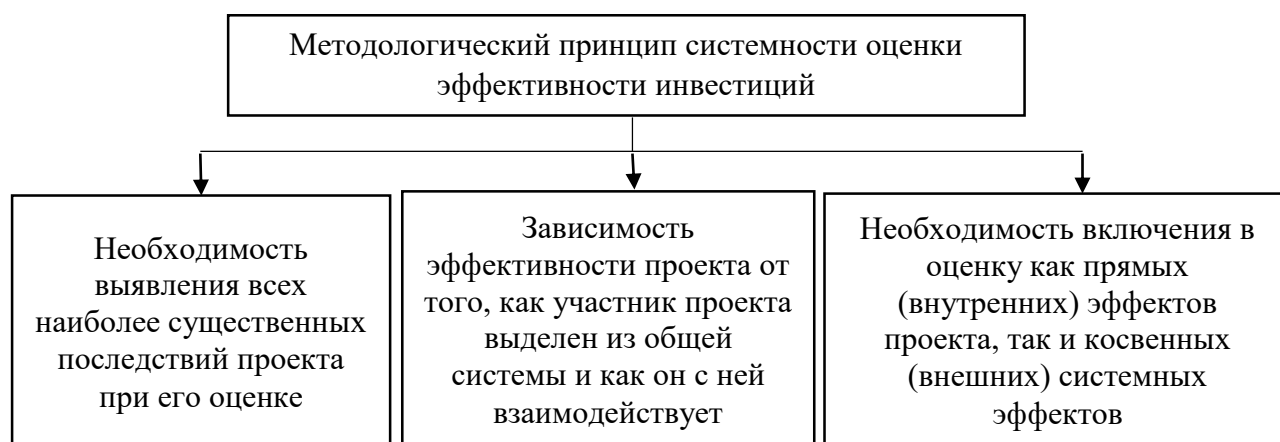 Методологический принцип системности оценки
эффективности инвестиций
Необходимость
выявления всех
наиболее существенных
последствий проекта
при его оценке
Зависимость
эффективности проекта от
того, как участник проекта
выделен из общей
системы и как он с ней
взаимодействует
Необходимость включения в
оценку как прямых
(внутренних) эффектов
проекта, так и косвенных
(внешних) системных
эффектов